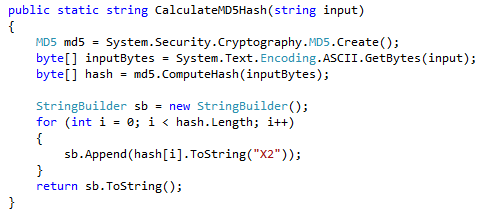 public static string CalculateMD5Hash(string input)
{
    MD5 md5 = System.Security.Cryptography.MD5.Create();
    byte[] inputBytes = System.Text.Encoding.ASCII.GetBytes(input);
    byte[] hash = md5.ComputeHash(inputBytes);

    StringBuilder sb = new StringBuilder();
    for (int i = 0; i < hash.Length; i++)
    {
        sb.Append(hash[i].ToString("X2"));
    }
    return sb.ToString();
}